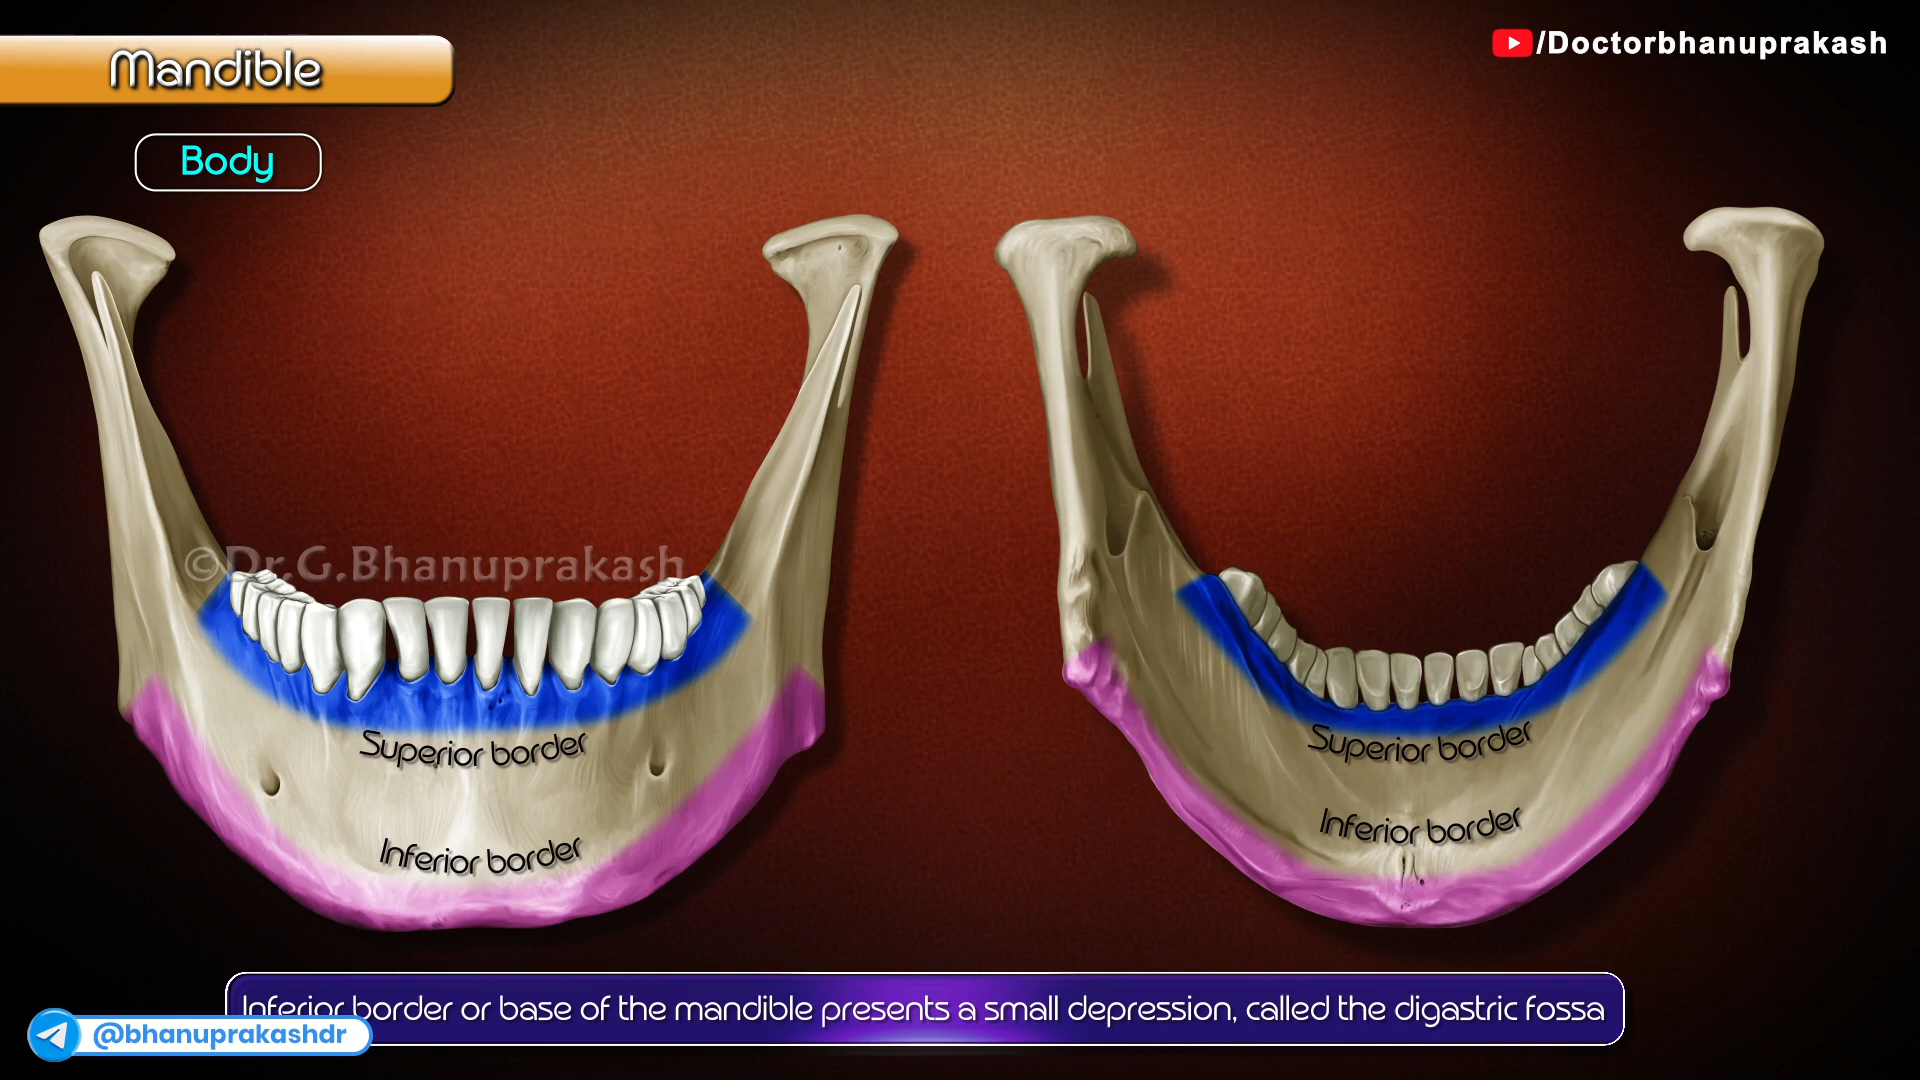 Mandible
/Doctorbhanuprakash
Body
©Dr.G.Bhanuprakash
Superior border
Superior border
Inferior border
Inferior border
Inferior border or base of the mandible presents a small depression, called the digastric fossa
@bhanuprakashdr